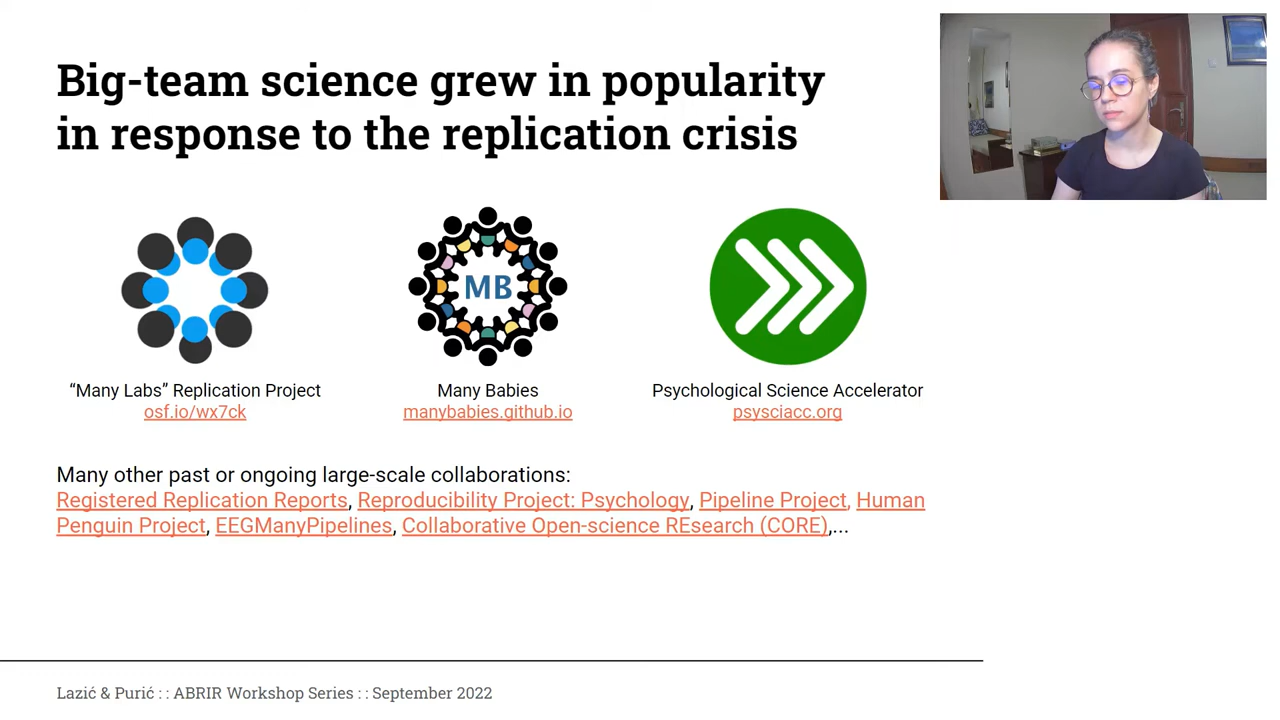 Big-team science grew in popularity
in response to the replication crisis
MB
“Many Labs” Replication Project
osf.io/wx7ck
Many Babies
manybabies.github.io
Psychological Science Accelerator
psysciacc.org
Many other past or ongoing large-scale collaborations:
Registered Replication Reports, Reproducibility Project: Psychology, Pipeline Project, Human
Penguin Project, EEGManyPipelines, Collaborative Open-science REsearch (CORE),...
Lazić & Purić : : ABRIR Workshop Series : : September 2022